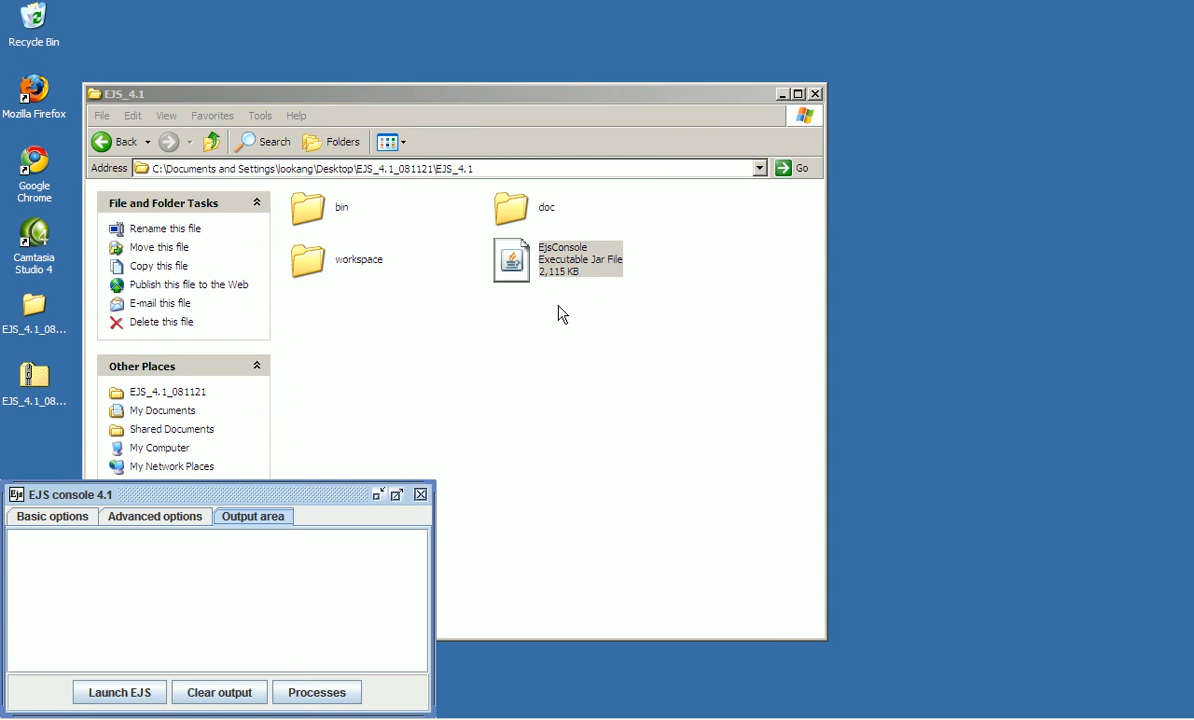 Recycle Bin
Mozilla Firefox
Google
Chrome
Camtasia
Studio 4
EJS_4.1_08...
EJS_4.1_08...
EJS_4.1
File Edit View Favorites Tools Help
Back Search Folders
Address C:\Documents and Settings\lookang\Desktop\EJS_4.1_081121\EJS_4.1 Go
File and Folder Tasks
Rename this file
Move this file
Copy this file
Publish this file to the Web
E-mail this file
Delete this file
Other Places
EJS_4.1_081121
My Documents
Shared Documents
My Computer
My Network Places
bin
doc
workspace
EjsConsole
Executable Jar File
2,115 KB
Ejs EJS console 4.1
Basic options Advanced options Output area
Launch EJS Clear output Processes